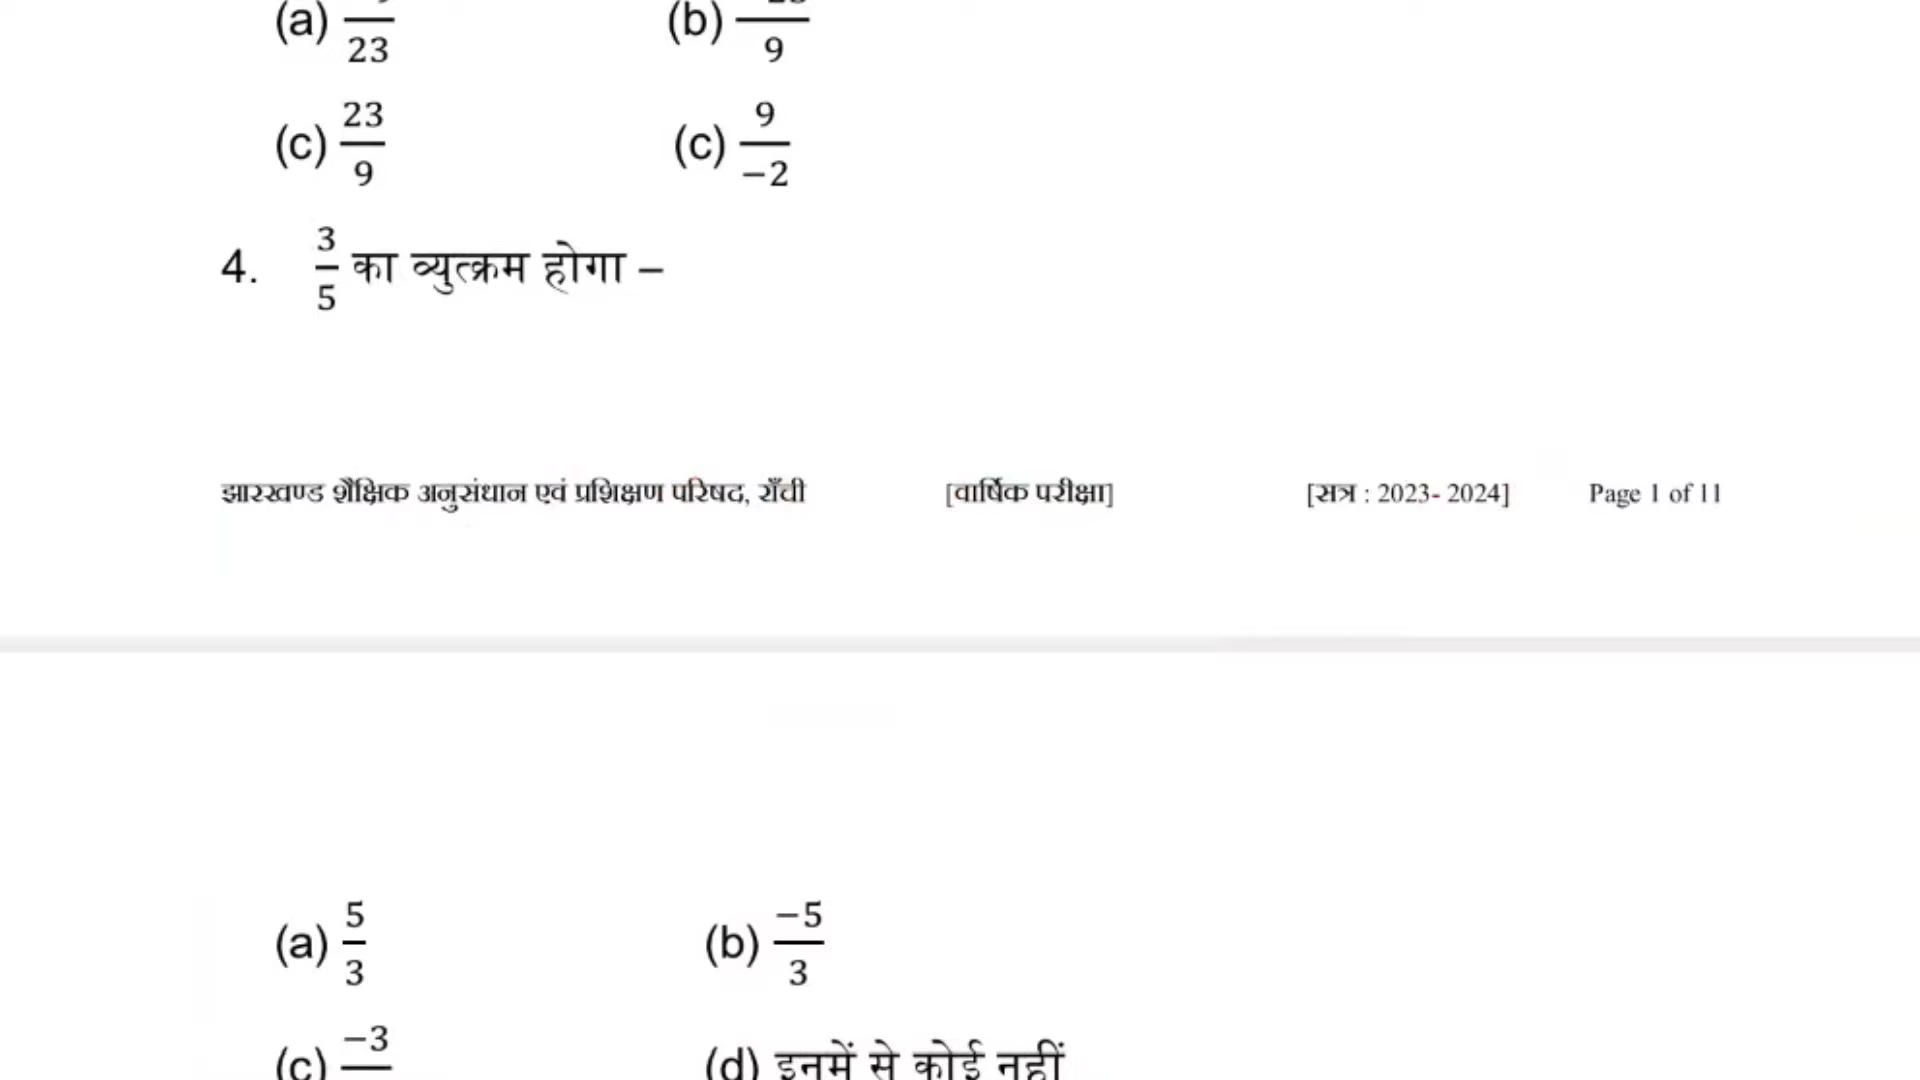 (a) 23
(b) 9
(c) 23/9 (c) 9/−2
4. 3/5 का व्युत्क्रम होगा –
झारखण्ड शैक्षिक अनुसंधान एवं प्रशिक्षण परिषद, राँची [वार्षिक परीक्षा] [सत्र : 2023- 2024] Page 1 of 11
(a) 5/3 (b) −5/3
(c) −3 (d) इनमें से कोई नहीं